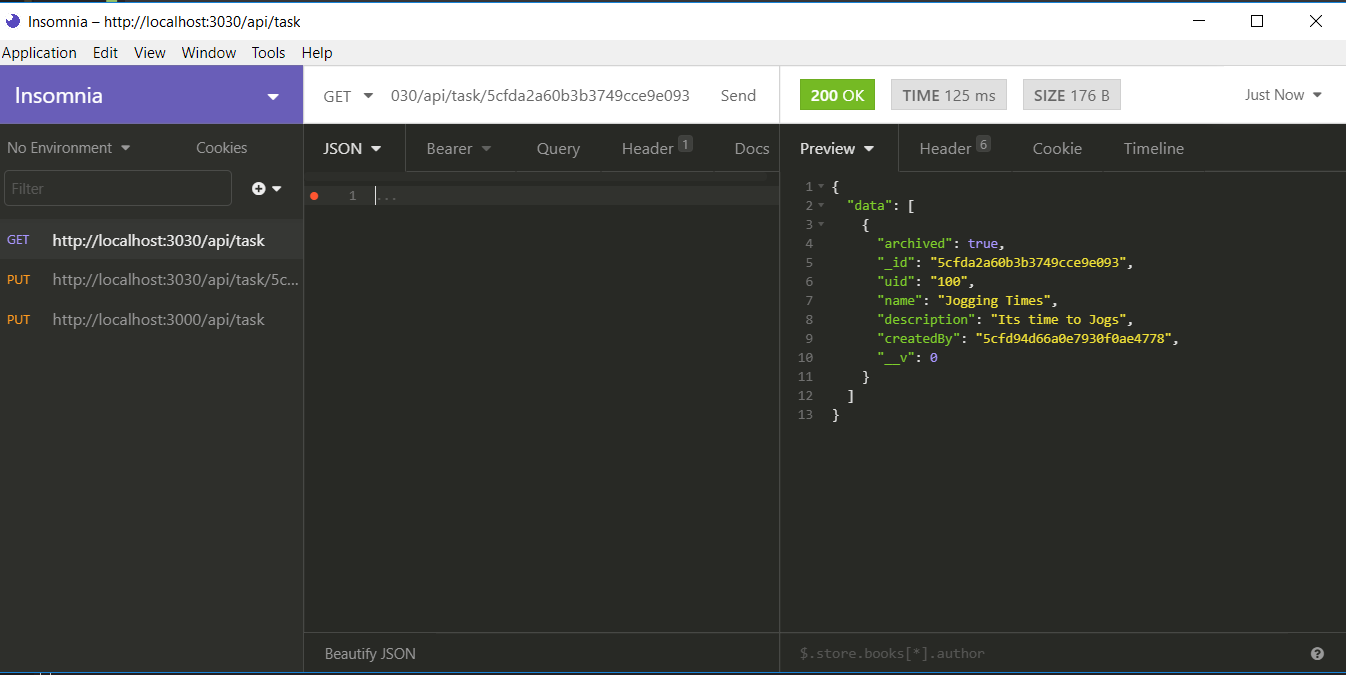 Insomnia – http://localhost:3030/api/task
Application Edit View Window Tools Help
Insomnia
GET 030/api/task/5cfda2a60b3b3749cce9e093 Send
200 OK TIME 125 ms SIZE 176 B Just Now
No Environment Cookies
Filter
GET http://localhost:3030/api/task
PUT http://localhost:3030/api/task/5c...
PUT http://localhost:3000/api/task
JSON Bearer Query Header 1 Docs
1 ...
Beautify JSON
Preview Header 6 Cookie Timeline
1 {
2 "data": [
3 {
4 "archived": true,
5 "_id": "5cfda2a60b3b3749cce9e093",
6 "uid": "100",
7 "name": "Jogging Times",
8 "description": "Its time to Jogs",
9 "createdBy": "5cfd94d66a0e7930f0ae4778",
10 "__v": 0
11 }
12 ]
13 }
$.store.books[*].author